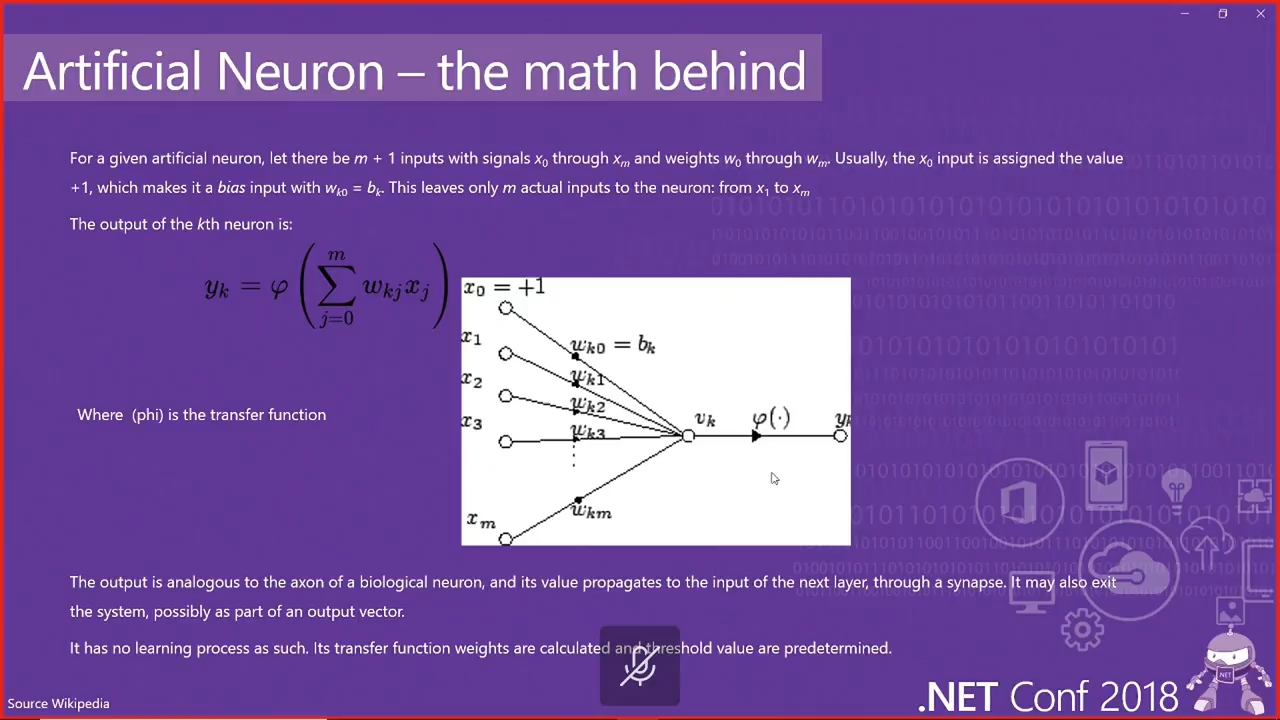 Artificial Neuron – the math behind
For a given artificial neuron, let there be m + 1 inputs with signals x₀ through xₘ and weights w₀ through wₘ. Usually, the x₀ input is assigned the value
+1, which makes it a bias input with wₖ₀ = bₖ. This leaves only m actual inputs to the neuron: from x₁ to xₘ
The output of the kth neuron is:
yₖ = φ ( ∑ⱼ₌₀ᵐ wₖⱼxⱼ )
x₀ = +1
wₖ₀ = bₖ
x₁
wₖ₁
x₂
wₖ₂
x₃
wₖ₃
vₖ
φ(·)
yₖ
xₘ
wₖₘ
Where (phi) is the transfer function
The output is analogous to the axon of a biological neuron, and its value propagates to the input of the next layer, through a synapse. It may also exit
the system, possibly as part of an output vector.
It has no learning process as such. Its transfer function weights are calculated and threshold value are predetermined.
Source Wikipedia
.NET Conf 2018
.NET